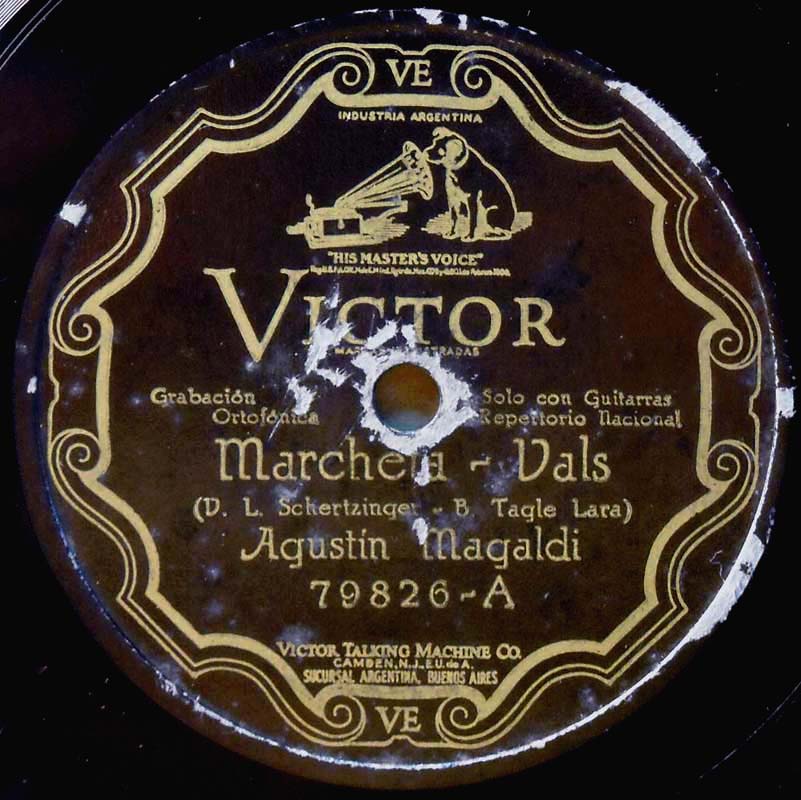 VE
INDUSTRIA ARGENTINA
"HIS MASTER'S VOICE"
VICTOR
Grabación
Ortofónica
Solo con Guitarras
Repertorio Nacional
Marcheta - Vals
(V. L. Schertzinger - B. Tagle Lara)
Agustín Magaldi
79826-A
VICTOR TALKING MACHINE CO.
CAMDEN, N.J., E.U. de A.
SUCURSAL ARGENTINA, BUENOS AIRES
VE